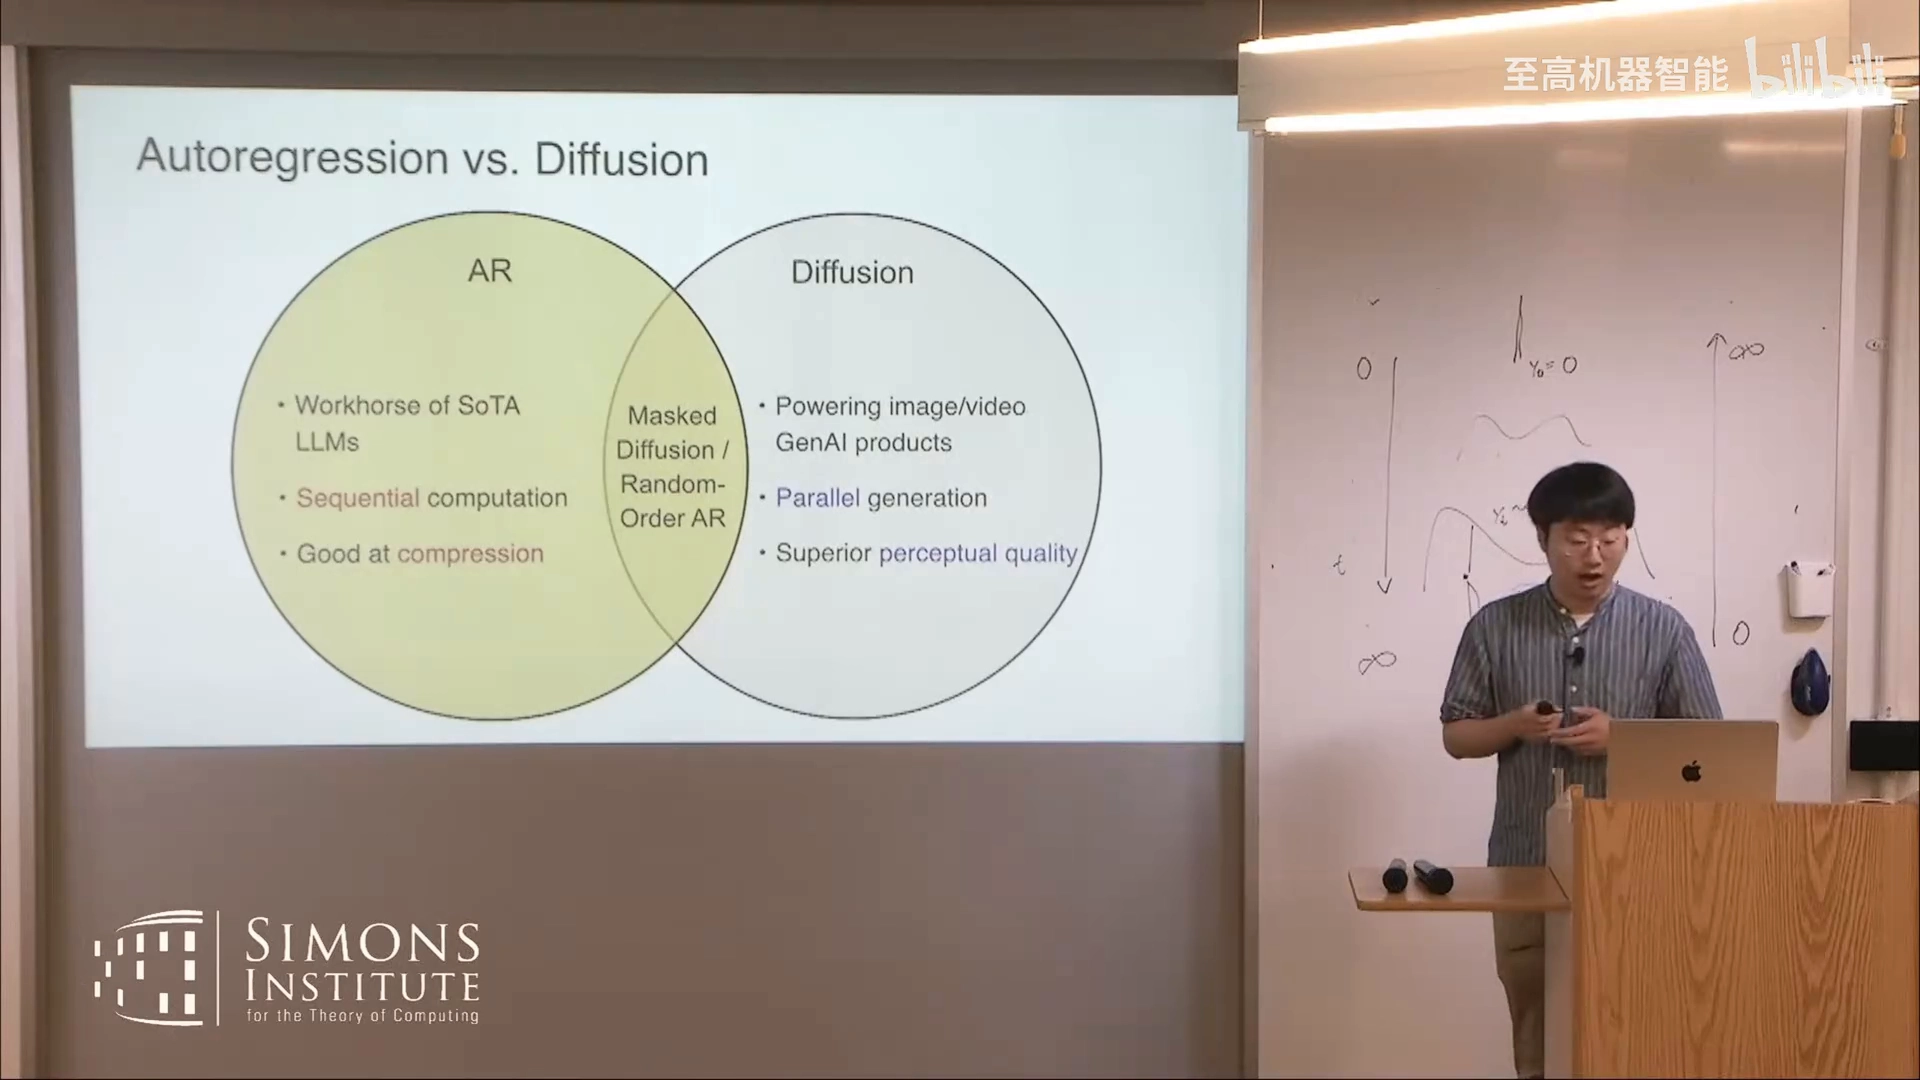 至高机器智能 bilibili
Autoregression vs. Diffusion
AR
• Workhorse of SoTA
LLMs
• Sequential computation
• Good at compression
Masked
Diffusion /
Random-
Order AR
Diffusion
• Powering image/video
GenAI products
• Parallel generation
• Superior perceptual quality
0
t
∞
y₀ = 0
∞
0
SIMONS
INSTITUTE
for the Theory of Computing